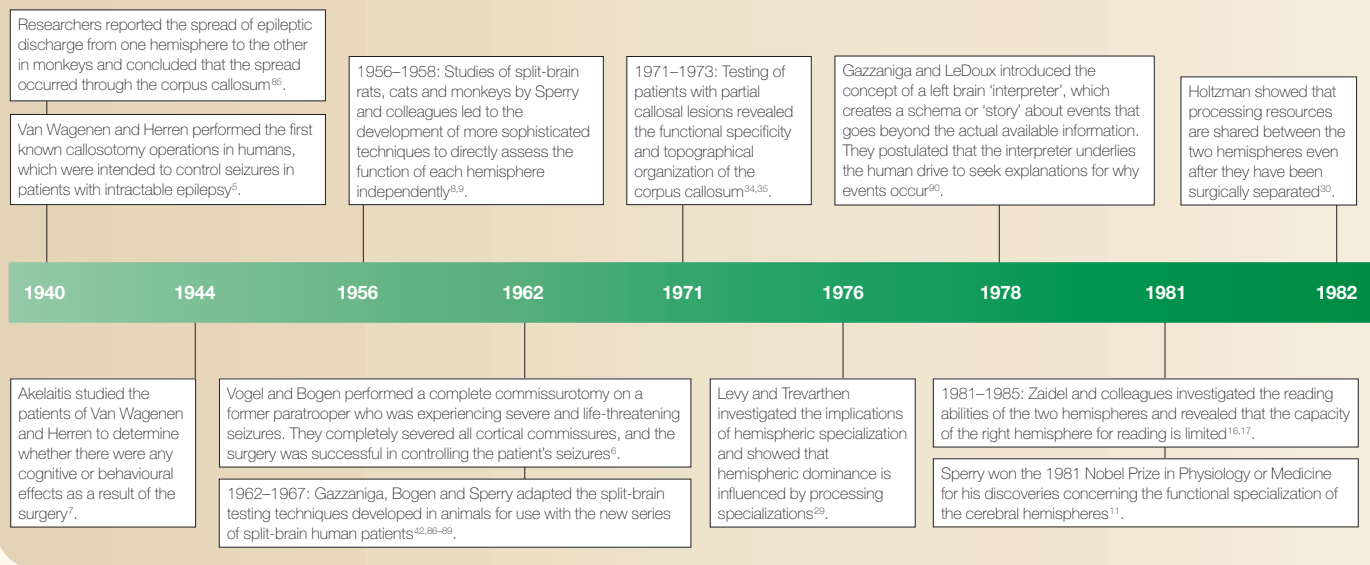 Researchers reported the spread of epileptic
discharge from one hemisphere to the other
in monkeys and concluded that the spread
occurred through the corpus callosum85.
Van Wagenen and Herren performed the first
known callosotomy operations in humans,
which were intended to control seizures in
patients with intractable epilepsy5.
1956–1958: Studies of split-brain
rats, cats and monkeys by Sperry
and colleagues led to the
development of more sophisticated
techniques to directly assess the
function of each hemisphere
independently8,9.
1971–1973: Testing of
patients with partial
callosal lesions revealed
the functional specificity
and topographical
organization of the
corpus callosum34,35.
Gazzaniga and LeDoux introduced the
concept of a left brain ‘interpreter’, which
creates a schema or ‘story’ about events that
goes beyond the actual available information.
They postulated that the interpreter underlies
the human drive to seek explanations for why
events occur90.
Holtzman showed that
processing resources
are shared between the
two hemispheres even
after they have been
surgically separated30.
1940 1944 1956 1962 1971 1976 1978 1981 1982
Akelaitis studied the
patients of Van Wagenen
and Herren to determine
whether there were any
cognitive or behavioural
effects as a result of the
surgery7.
Vogel and Bogen performed a complete commissurotomy on a
former paratrooper who was experiencing severe and life-threatening
seizures. They completely severed all cortical commissures, and the
surgery was successful in controlling the patient’s seizures6.
1962–1967: Gazzaniga, Bogen and Sperry adapted the split-brain
testing techniques developed in animals for use with the new series
of split-brain human patients42,86–89.
Levy and Trevarthen
investigated the implications
of hemispheric specialization
and showed that
hemispheric dominance is
influenced by processing
specializations29.
1981–1985: Zaidel and colleagues investigated the reading
abilities of the two hemispheres and revealed that the capacity
of the right hemisphere for reading is limited16,17.
Sperry won the 1981 Nobel Prize in Physiology or Medicine
for his discoveries concerning the functional specialization of
the cerebral hemispheres11.